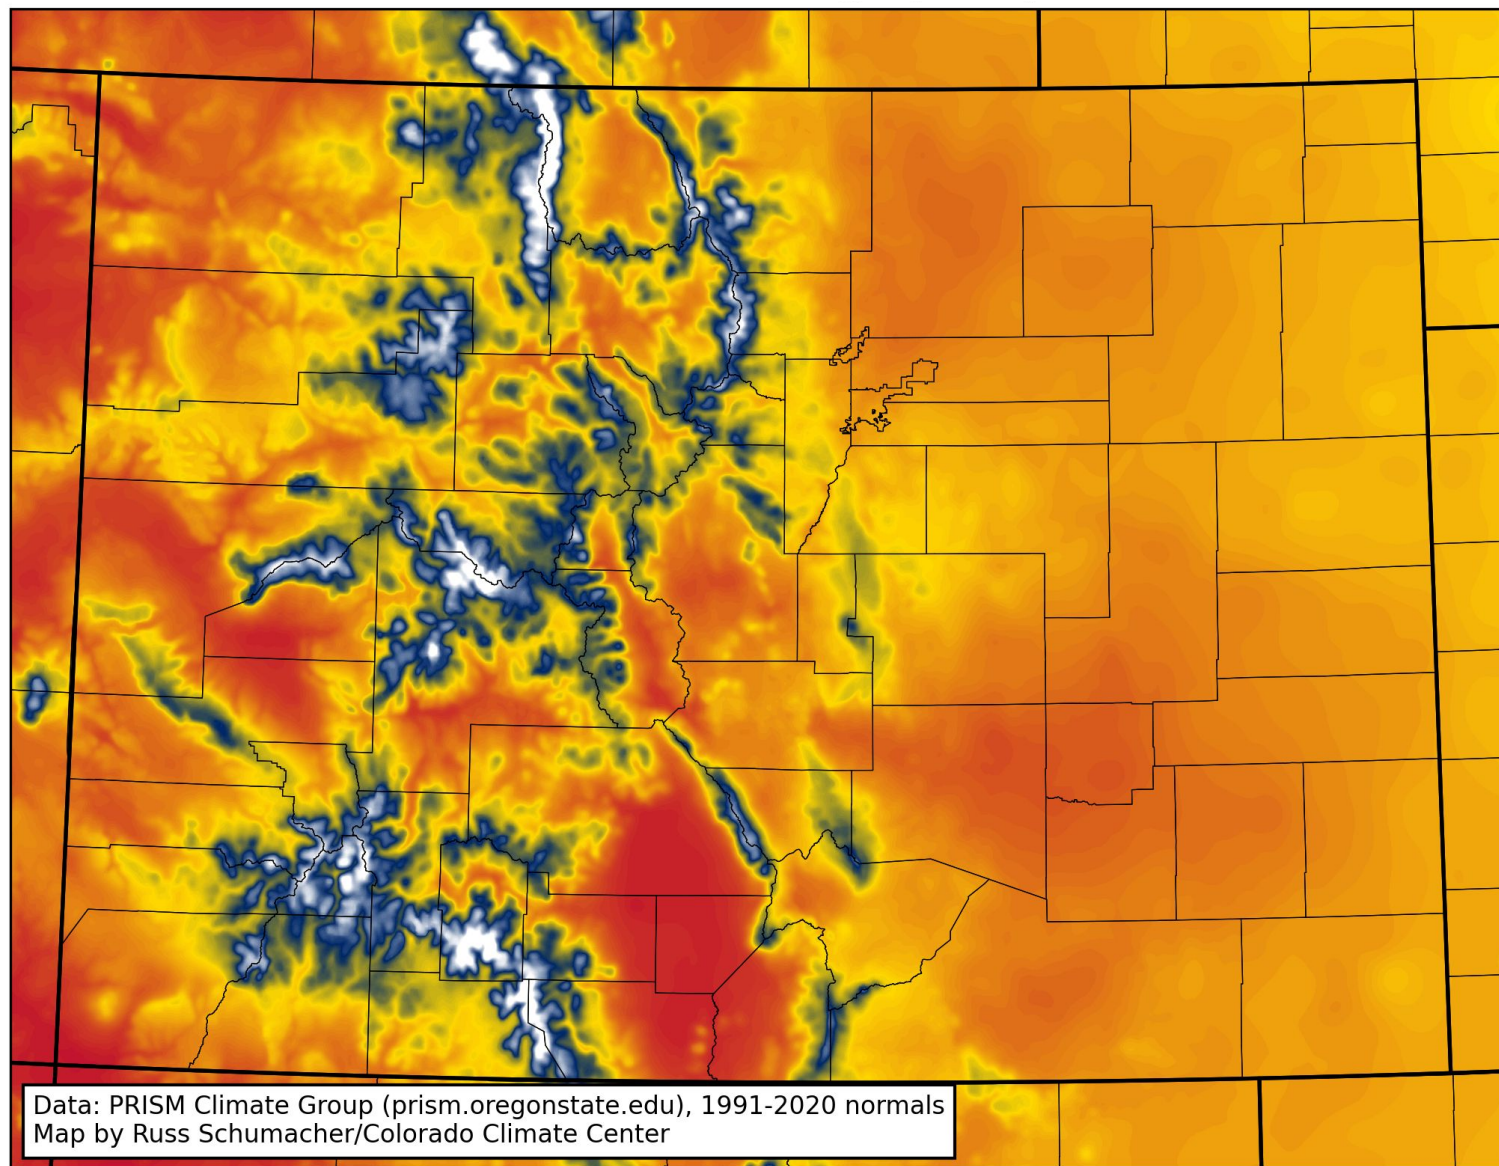 Data: PRISM Climate Group (prism.oregonstate.edu), 1991-2020 normals
Map by Russ Schumacher/Colorado Climate Center